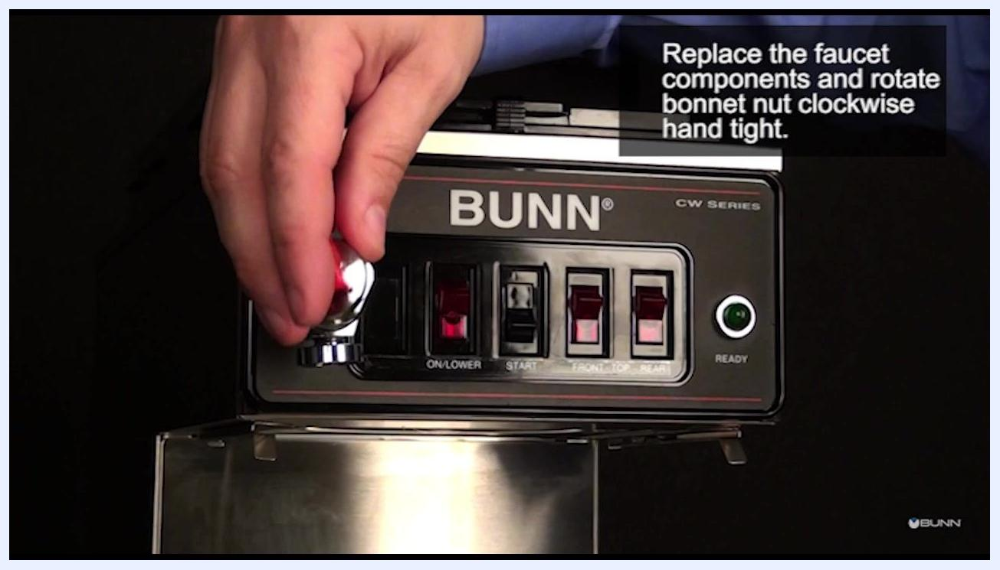 Replace the faucet
components and rotate
bonnet nut clockwise
hand tight.
BUNN®
CW SERIES
ON/LOWER
START
FRONT - TOP - REAR
READY
BUNN